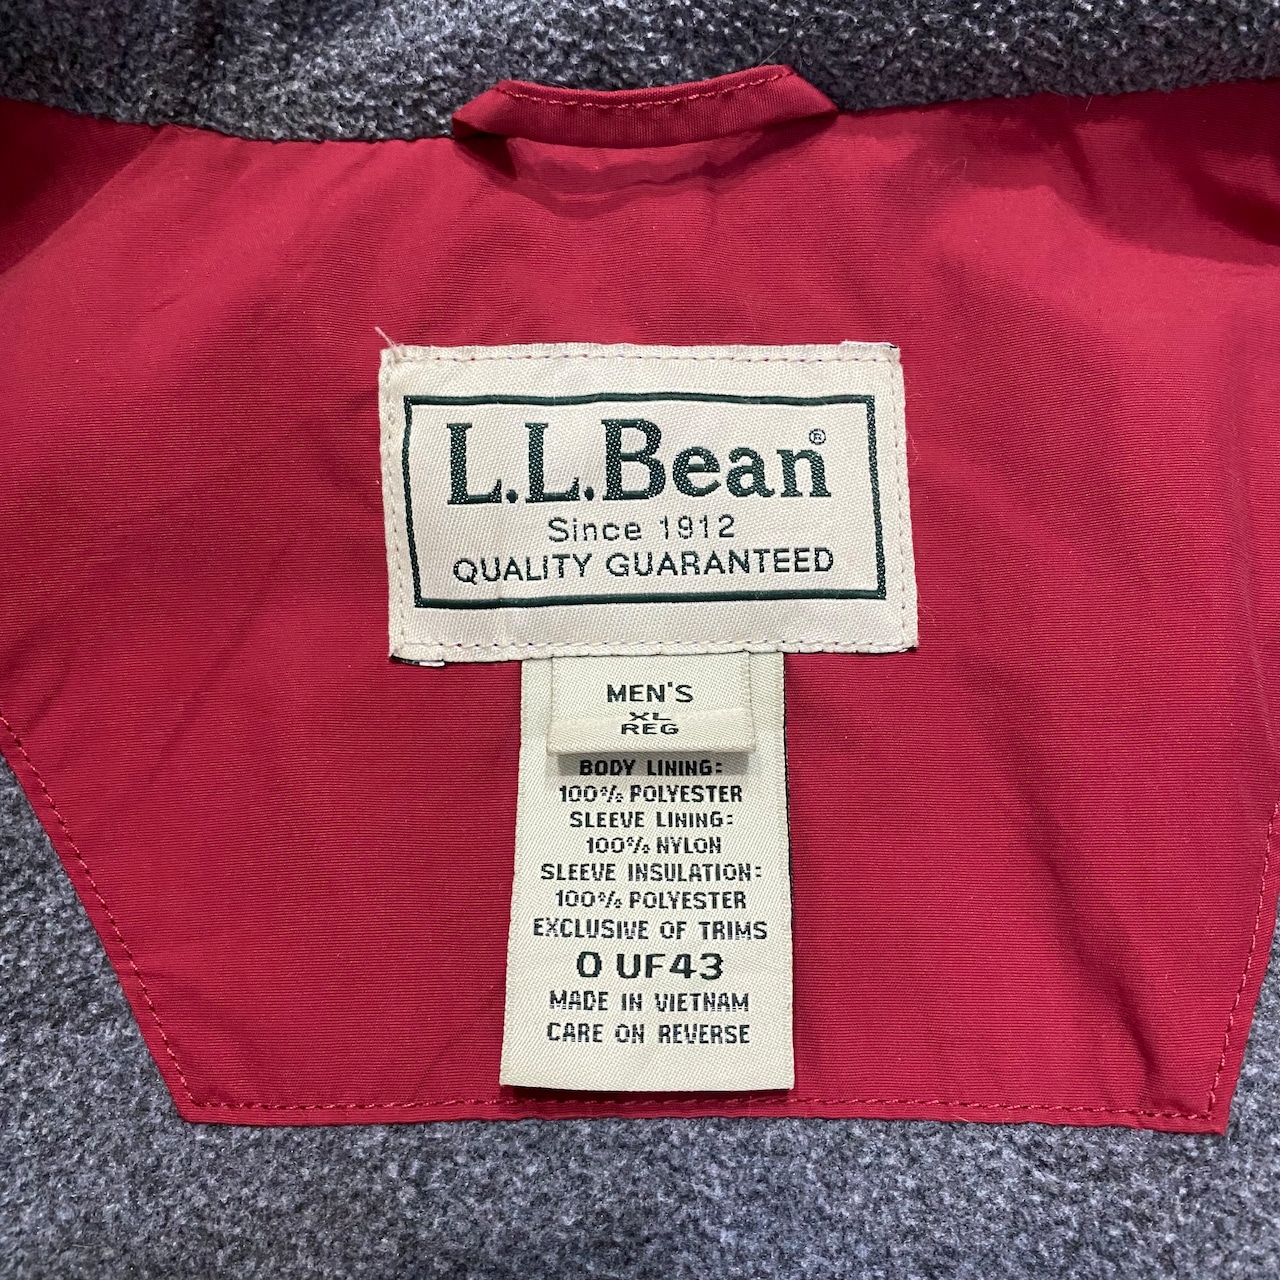 L.L.Bean®
Since 1912
QUALITY GUARANTEED
MEN'S
XL
REG
BODY LINING:
100% POLYESTER
SLEEVE LINING:
100% NYLON
SLEEVE INSULATION:
100% POLYESTER
EXCLUSIVE OF TRIMS
0 UF43
MADE IN VIETNAM
CARE ON REVERSE